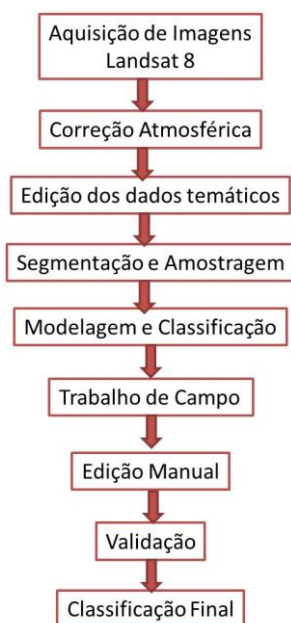 Aquisição de Imagens
Landsat 8
Correção Atmosférica
Edição dos dados temáticos
Segmentação e Amostragem
Modelagem e Classificação
Trabalho de Campo
Edição Manual
Validação
Classificação Final